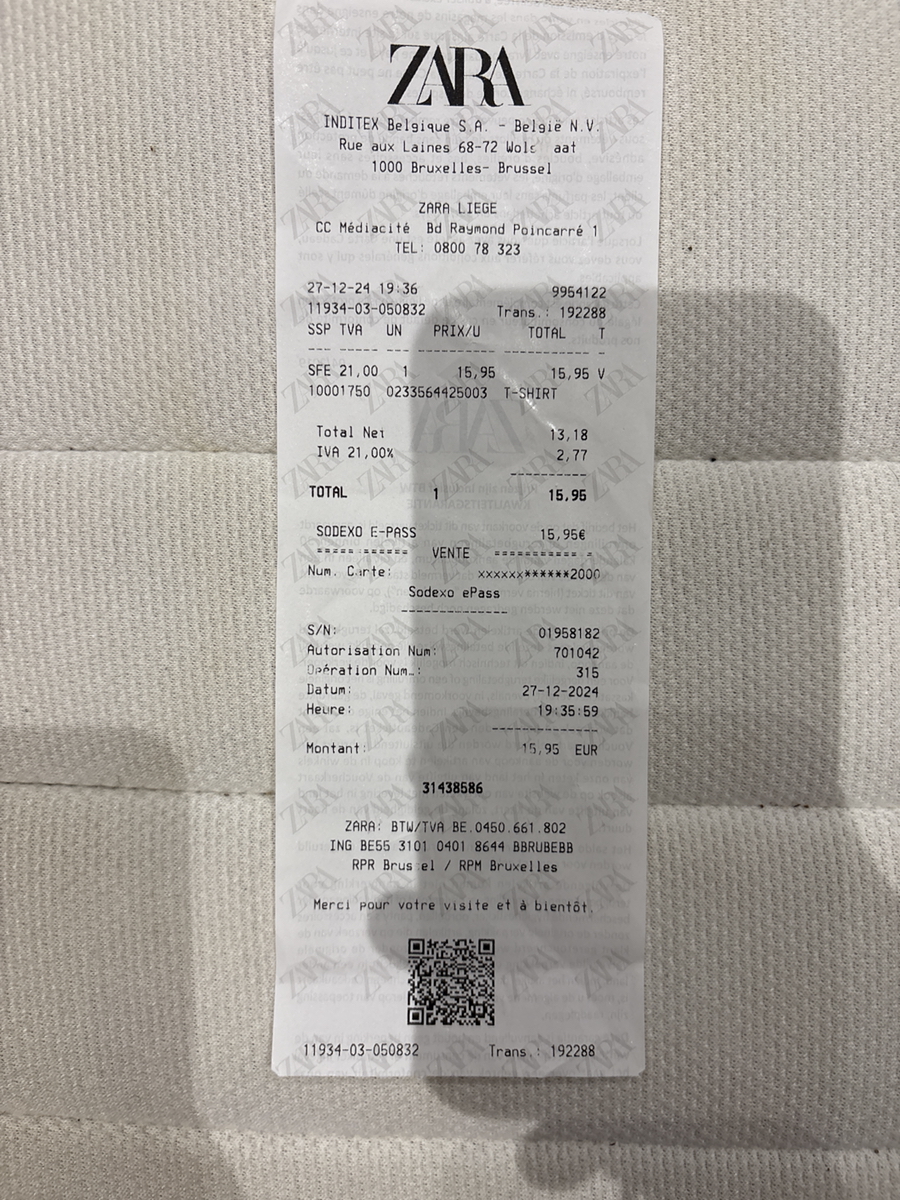 ZARA
INDITEX Belgique S.A. - België N.V.
Rue aux Laines 68-72
1000 Bruxelles- Brussel
ZARA LIEGE
CC Médiacité Bd Raymond Poincarré 1
TEL: 0800 78 323
27-12-24 19:36 9954122
11934-03-050832 Trans.: 192288
SSP TVA UN PRIX/U TOTAL T
SFE 21,00 1 15,95 15,95 V
10001750 0233564425003 T-SHIRT
Total Net 13,18
IVA 21,00% 2,77
TOTAL 1 15,95
SODEXO E-PASS 15,95€
======== VENTE ============
Num. Carte: xxxxxx******2000
Sodexo ePass
S/N: 01958182
Autorisation Num: 701042
Opération Num.: 315
Datum: 27-12-2024
Heure: 19:35:59
Montant: 15,95 EUR
31438586
ZARA: BTW/TVA BE.0450.661.802
ING BE55 3101 0401 8644 BBRUBEBB
RPR Brussel / RPM Bruxelles
Merci pour votre visite et à bientôt.
11934-03-050832 Trans.: 192288